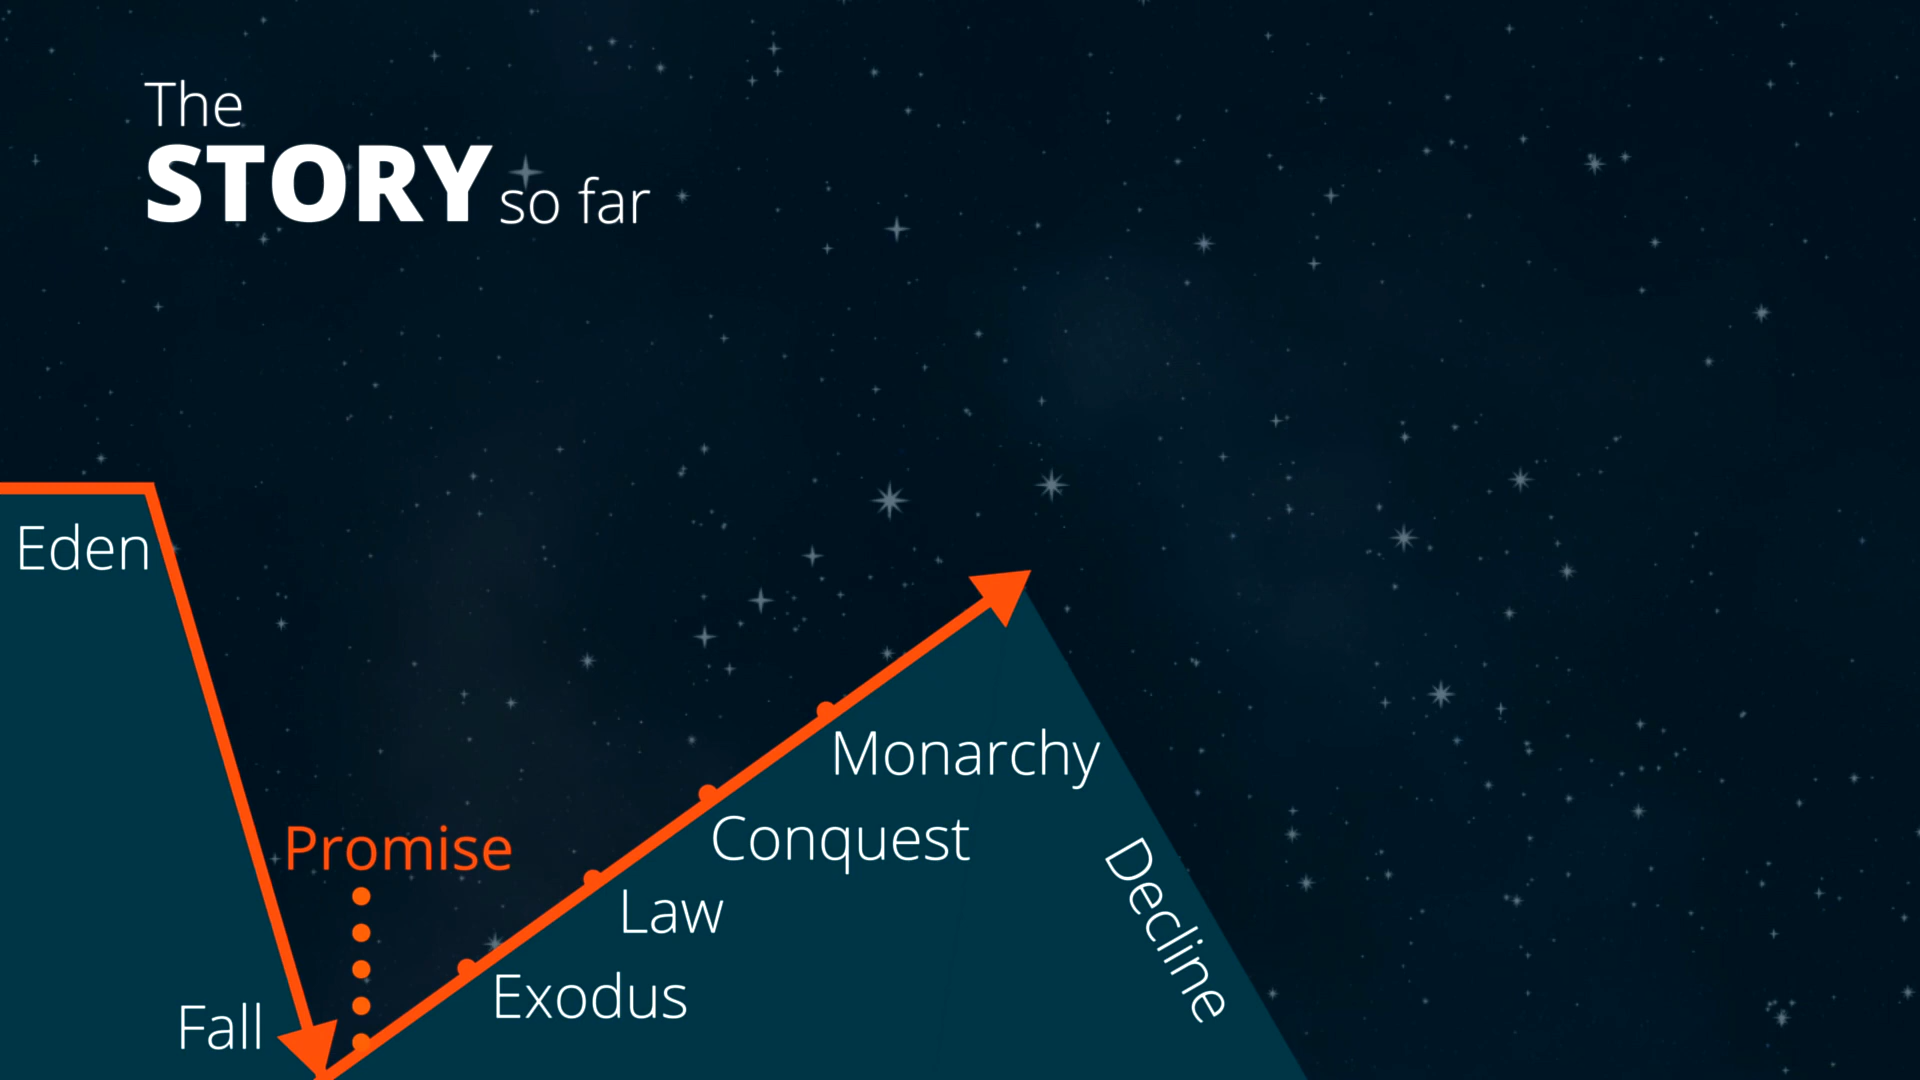 The
STORY so far
Eden
Promise
Fall
Exodus
Law
Conquest
Monarchy
Decline